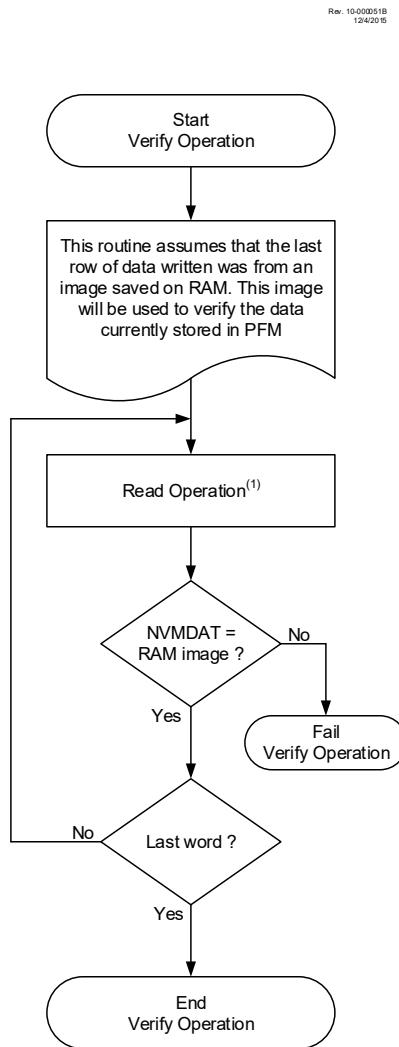 Rev. 10-000051B
12/4/2015
Start
Verify Operation
This routine assumes that the last
row of data written was from an
image saved on RAM. This image
will be used to verify the data
currently stored in PFM
Read Operation(1)
NVMDAT =
RAM image ?
No
Yes
Fail
Verify Operation
No
Last word ?
Yes
End
Verify Operation